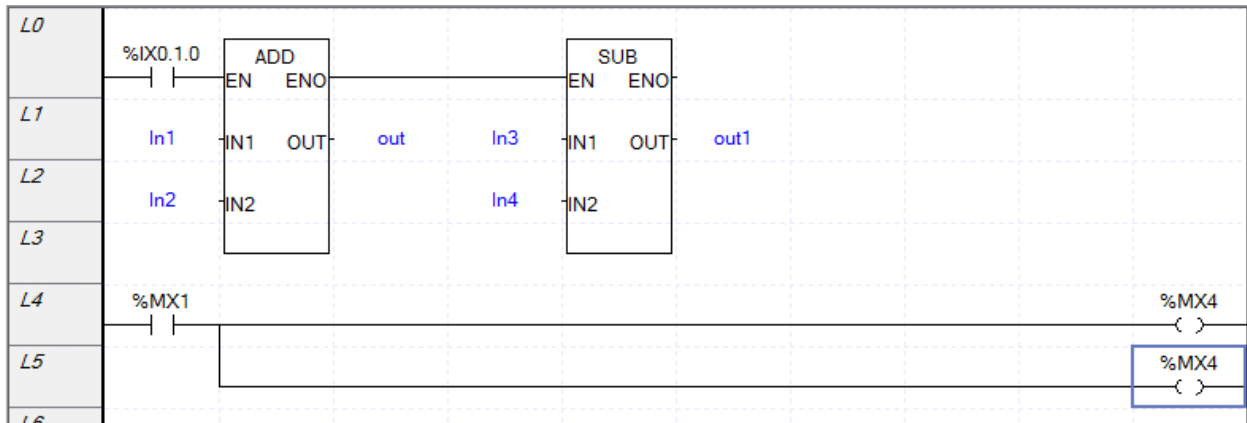 L0
%IX0.1.0 ADD SUB
EN ENO EN ENO
L1
In1 IN1 OUT out In3 IN1 OUT out1
L2
In2 IN2 In4 IN2
L3
L4 %MX1 %MX4
L5 %MX4
L6